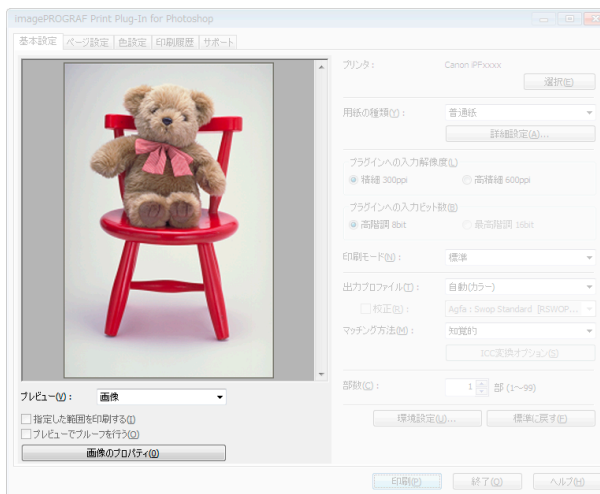 imagePROGRAF Print Plug-In for Photoshop
基本設定 ページ設定 色設定 印刷履歴 サポート
プリンタ： Canon iPFxxxx
選択(E)
用紙の種類(Y)： 普通紙
詳細設定(A)...
プラグインへの入力解像度(L)
精細 300ppi 高精細 600ppi
プラグインへの入力ビット数(B)
高階調 8bit 最高階調 16bit
印刷モード(N)： 標準
出力プロファイル(T)： 自動(カラー)
校正(R)： Agfa : Swop Standard [RSWOP...
マッチング方法(M)： 知覚的
ICC変換オプション(S)
部数(C)： 1 部 (1～99)
環境設定(U)... 標準に戻す(F)
プレビュー(V)： 画像
指定した範囲を印刷する(I)
プレビューでプルーフを行う(O)
画像のプロパティ(0)
印刷(P) 終了(Q) ヘルプ(H)